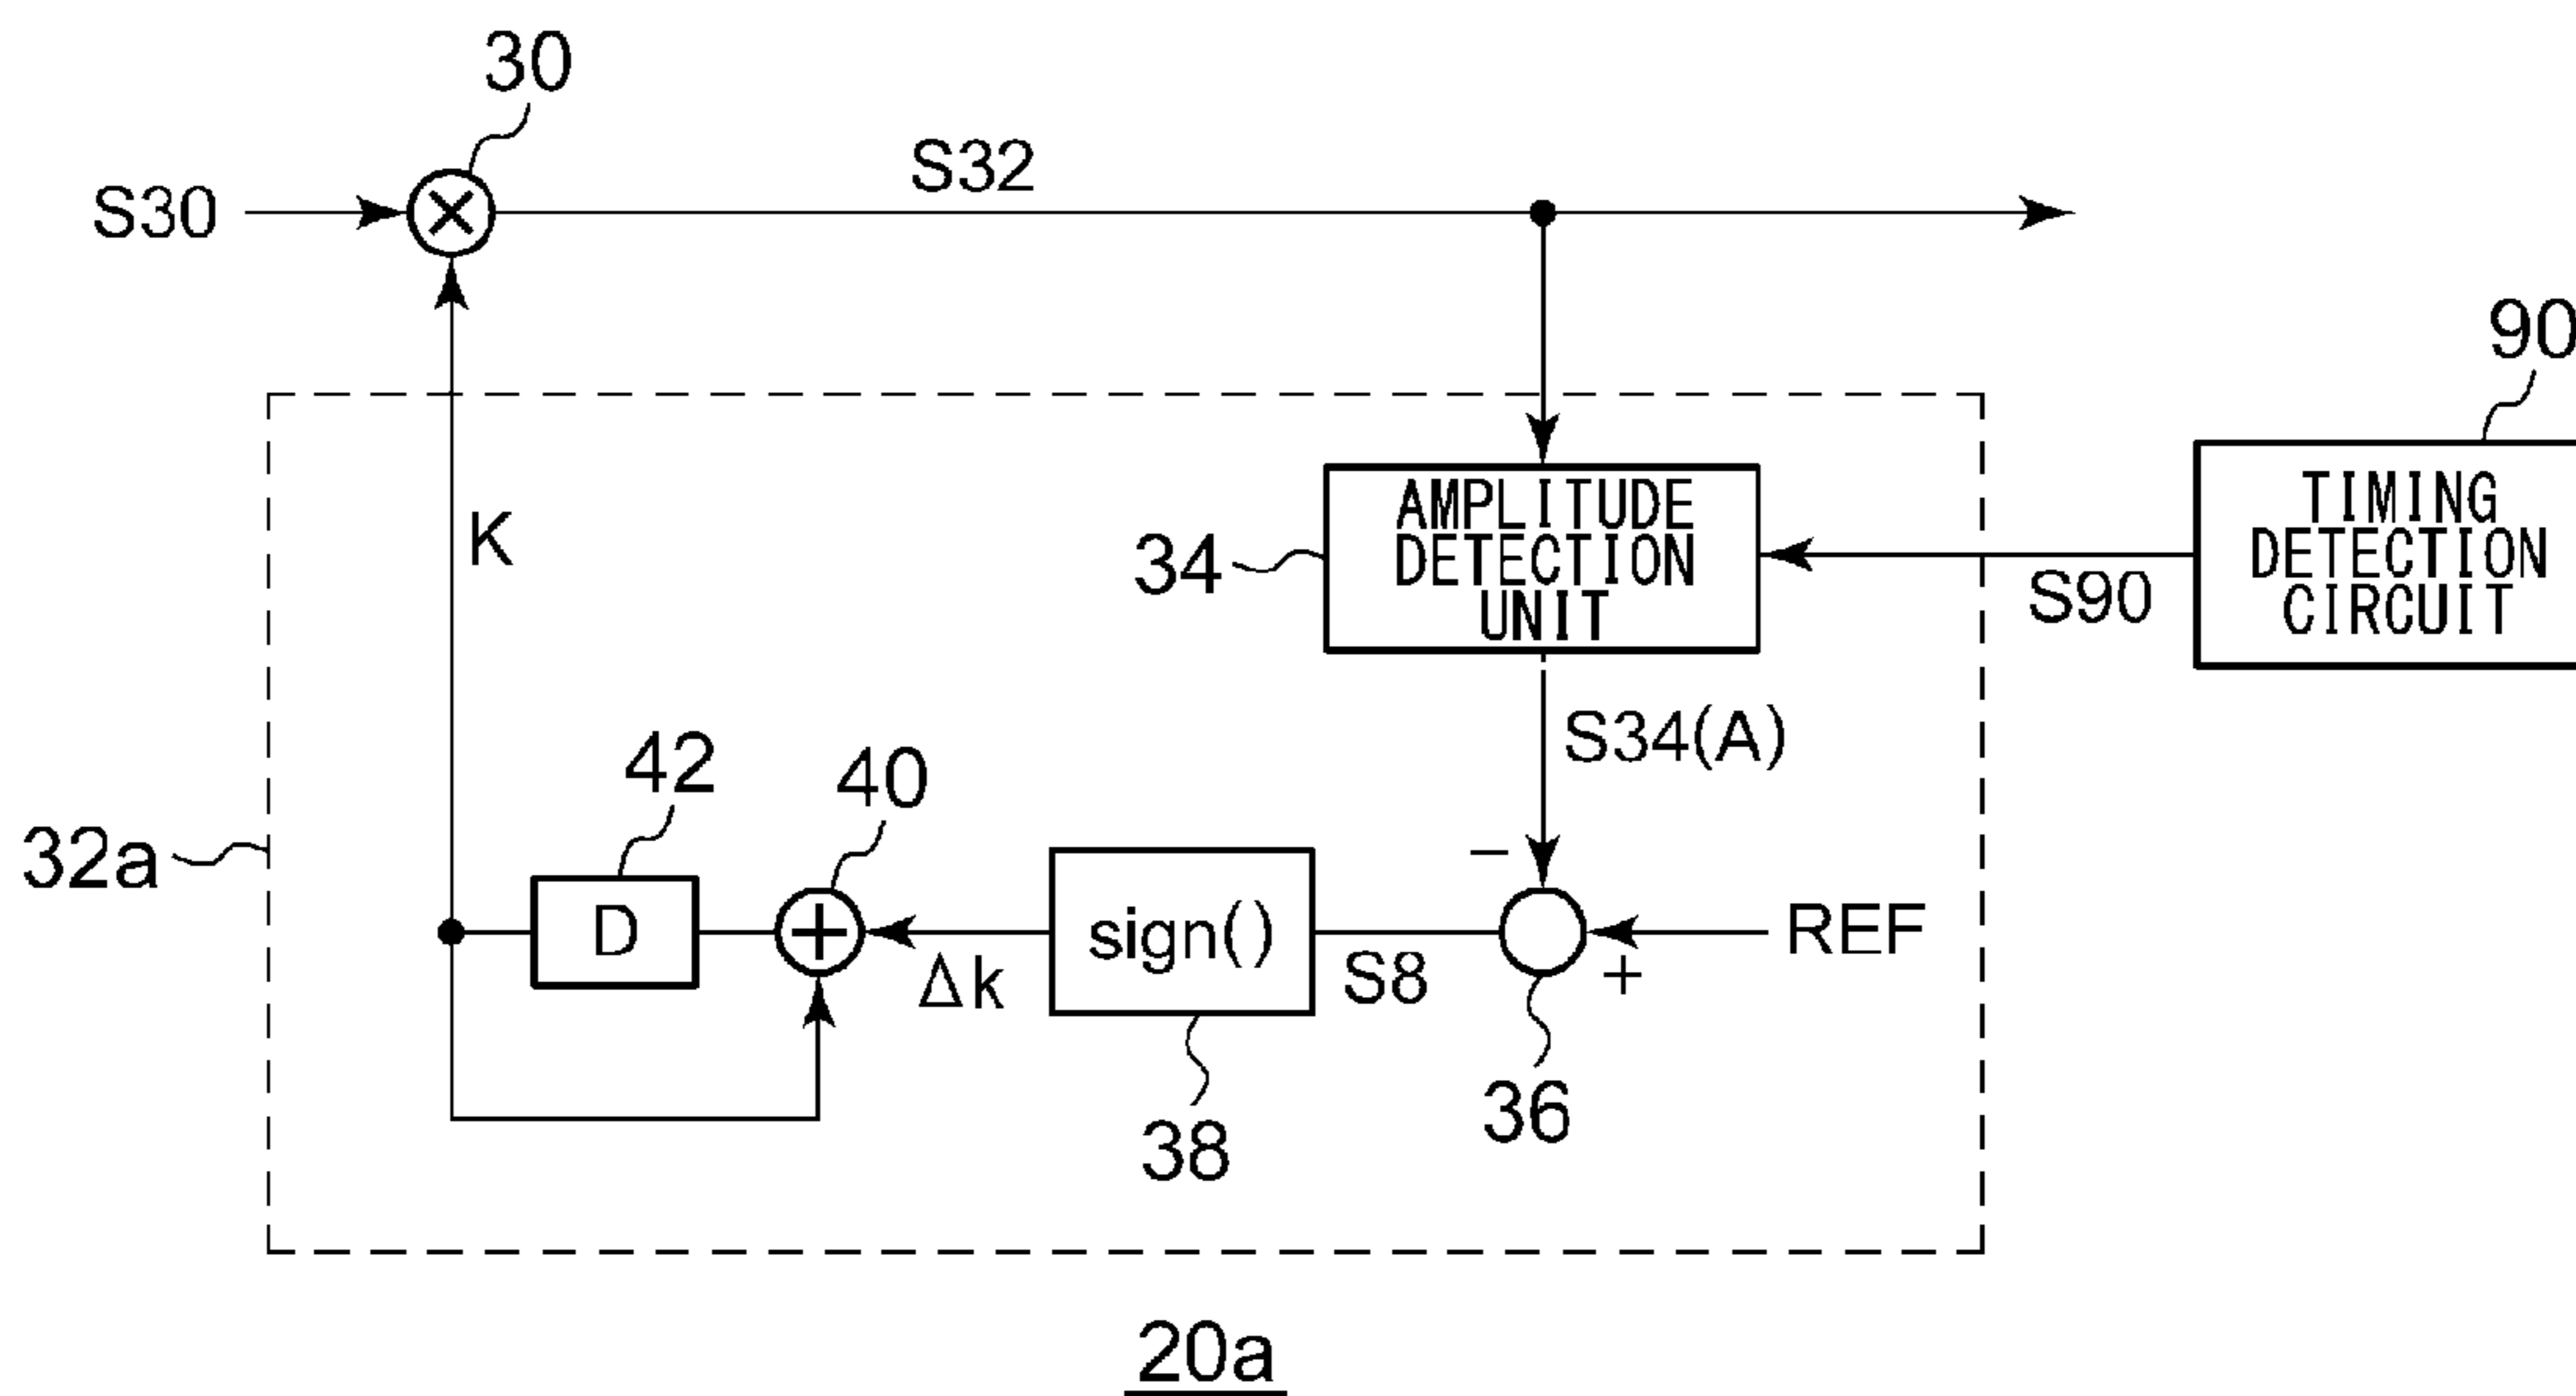 30
S30
S32
90
TIMING
DETECTION
CIRCUIT
AMPLITUDE
DETECTION
UNIT
34
S90
K
S34(A)
42
40
32a
−
D
+
sign()
REF
Δk
S8
+
38
36
20a